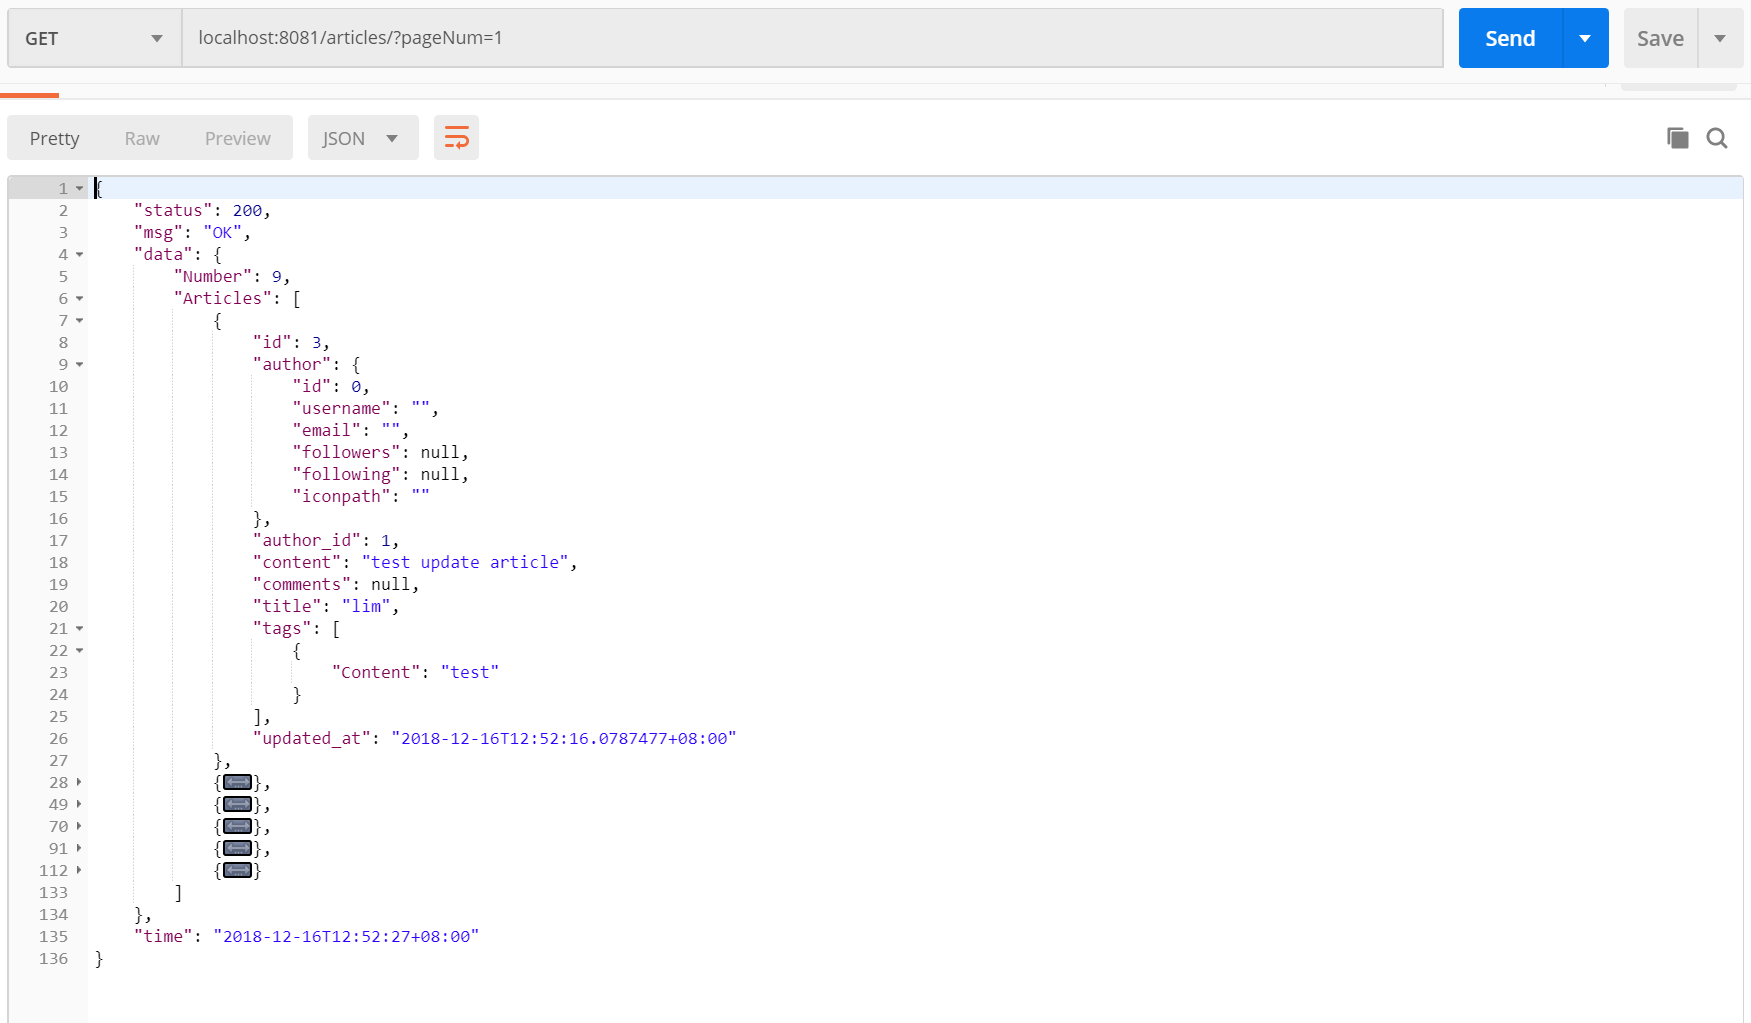 GET localhost:8081/articles/?pageNum=1 Send Save
Pretty Raw Preview JSON
1 {
2 "status": 200,
3 "msg": "OK",
4 "data": {
5 "Number": 9,
6 "Articles": [
7 {
8 "id": 3,
9 "author": {
10 "id": 0,
11 "username": "",
12 "email": "",
13 "followers": null,
14 "following": null,
15 "iconpath": ""
16 },
17 "author_id": 1,
18 "content": "test update article",
19 "comments": null,
20 "title": "lim",
21 "tags": [
22 {
23 "Content": "test"
24 }
25 ],
26 "updated_at": "2018-12-16T12:52:16.0787477+08:00"
27 },
28 {},
49 {},
70 {},
91 {},
112 {}
133 ]
134 },
135 "time": "2018-12-16T12:52:27+08:00"
136 }